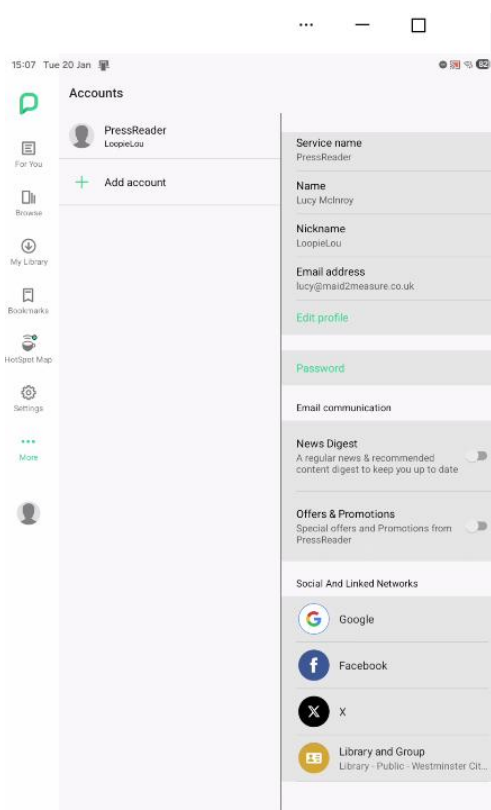 15:07 Tue 20 Jan
82
Accounts
For You
Browse
My Library
Bookmarks
HotSpot Map
Settings
More
PressReader
LoopieLou
Add account
Service name
PressReader
Name
Lucy McInroy
Nickname
LoopieLou
Email address
lucy@maid2measure.co.uk
Edit profile
Password
Email communication
News Digest
A regular news & recommended
content digest to keep you up to date
Offers & Promotions
Special offers and Promotions from
PressReader
Social And Linked Networks
Google
Facebook
X
Library and Group
Library - Public - Westminster Cit...